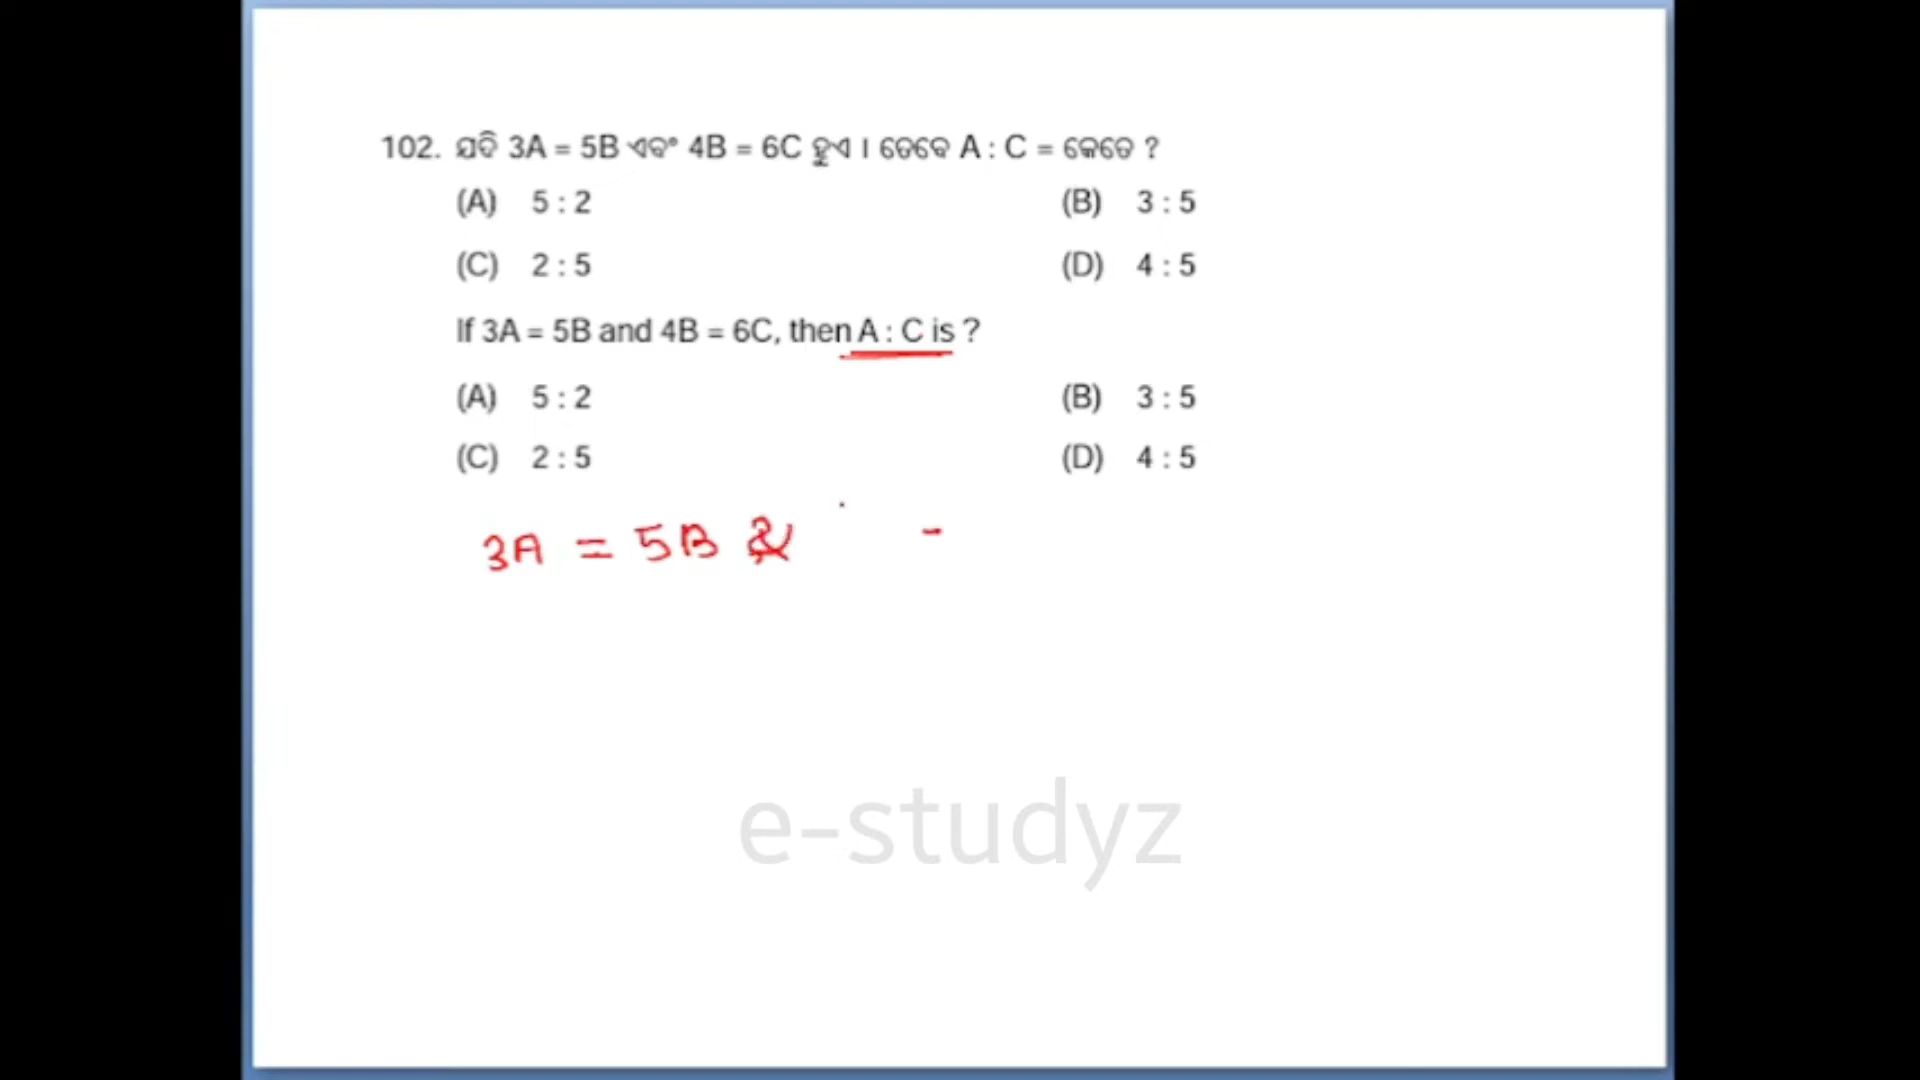 102. ଯଦି 3A = 5B ଏବଂ 4B = 6C ହୁଏ । ତେବେ A : C = କେତେ ?
(A) 5 : 2 (B) 3 : 5
(C) 2 : 5 (D) 4 : 5
If 3A = 5B and 4B = 6C, then A : C is ?
(A) 5 : 2 (B) 3 : 5
(C) 2 : 5 (D) 4 : 5
3A = 5B & -
e-studyz